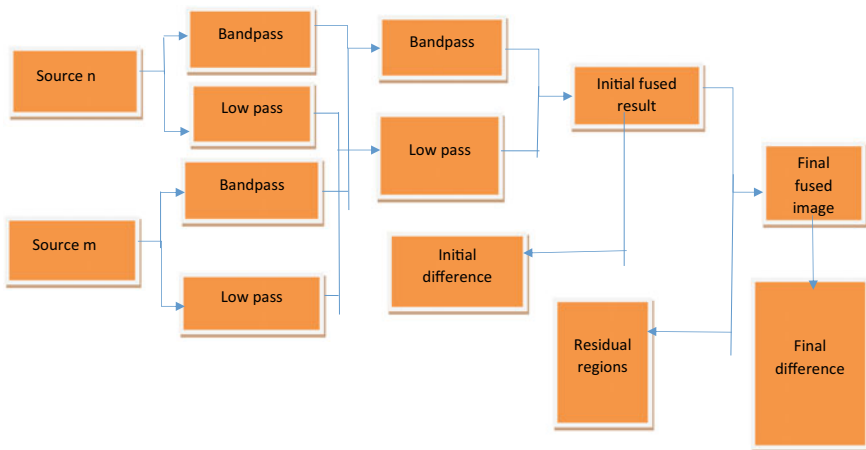 Source n
Bandpass
Low pass
Source m
Bandpass
Low pass
Bandpass
Low pass
Initial fused
result
Initial
difference
Residual
regions
Final
fused
image
Final
difference